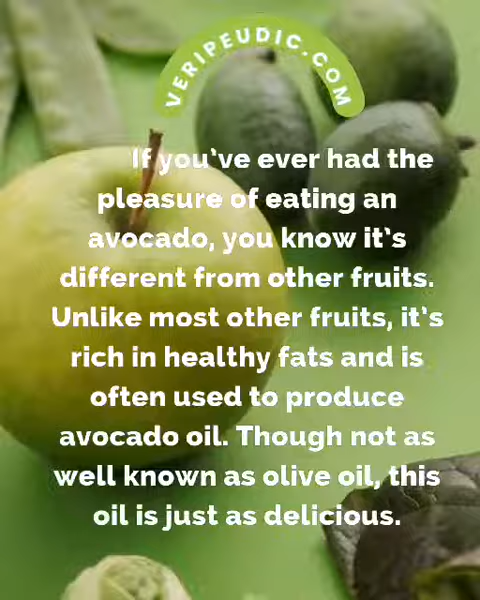 VERIPEUDIC.COM
If you've ever had the
pleasure of eating an
avocado, you know it's
different from other fruits.
Unlike most other fruits, it's
rich in healthy fats and is
often used to produce
avocado oil. Though not as
well known as olive oil, this
oil is just as delicious.